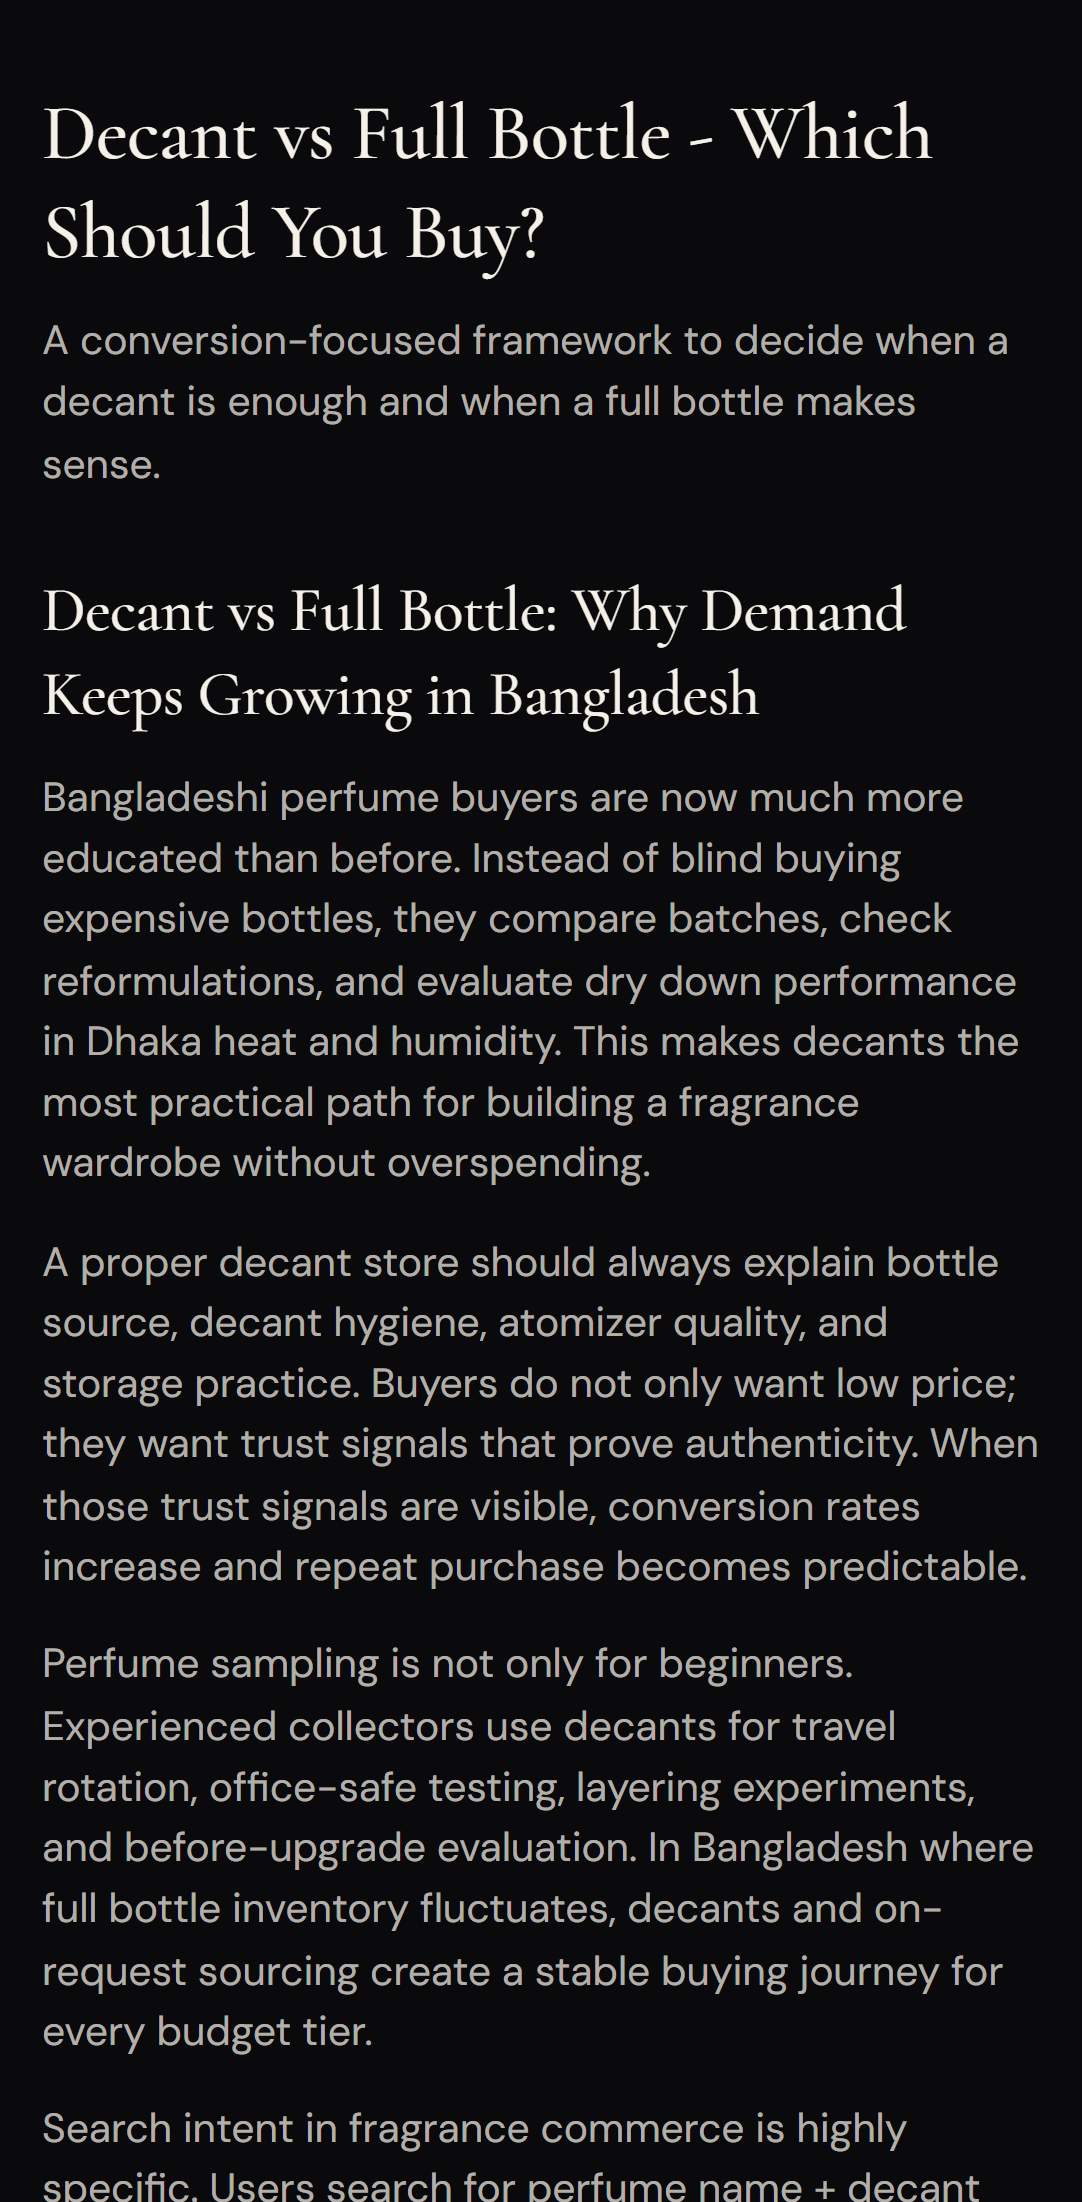 Decant vs Full Bottle - Which
Should You Buy?
A conversion-focused framework to decide when a
decant is enough and when a full bottle makes
sense.
Decant vs Full Bottle: Why Demand
Keeps Growing in Bangladesh
Bangladeshi perfume buyers are now much more
educated than before. Instead of blind buying
expensive bottles, they compare batches, check
reformulations, and evaluate dry down performance
in Dhaka heat and humidity. This makes decants the
most practical path for building a fragrance
wardrobe without overspending.
A proper decant store should always explain bottle
source, decant hygiene, atomizer quality, and
storage practice. Buyers do not only want low price;
they want trust signals that prove authenticity. When
those trust signals are visible, conversion rates
increase and repeat purchase becomes predictable.
Perfume sampling is not only for beginners.
Experienced collectors use decants for travel
rotation, office-safe testing, layering experiments,
and before-upgrade evaluation. In Bangladesh where
full bottle inventory fluctuates, decants and on-
request sourcing create a stable buying journey for
every budget tier.
Search intent in fragrance commerce is highly
specific. Users search for perfume name + decant